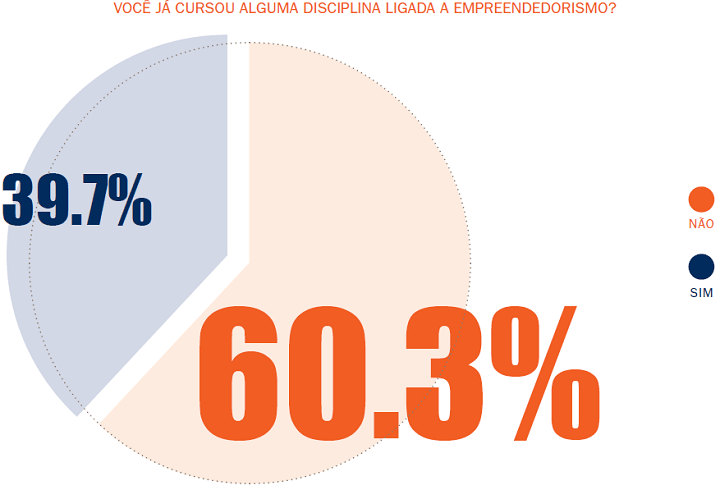 VOCÊ JÁ CURSOU ALGUMA DISCIPLINA LIGADA A EMPREENDEDORISMO?
39.7%
60.3%
NÃO
SIM